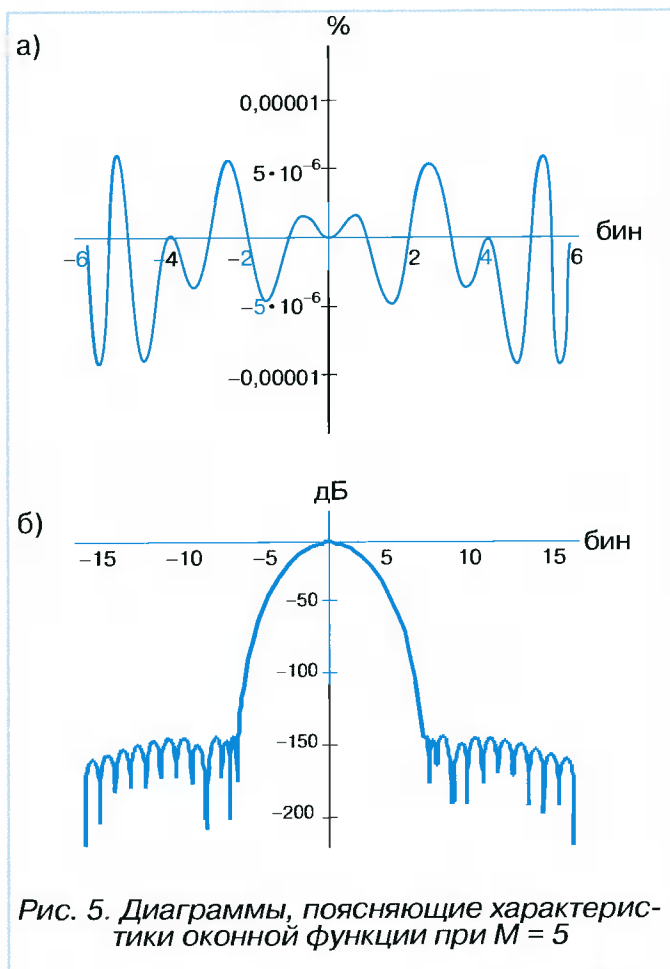 а)
%
0,00001
5·10⁻⁶
бин
−6 −4 −2 2 4 6
−5·10⁻⁶
−0,00001
дБ
б)
бин
−15 −10 −5 5 10 15
−50
−100
−150
−200
Рис. 5. Диаграммы, поясняющие характерис-
тики оконной функции при М = 5